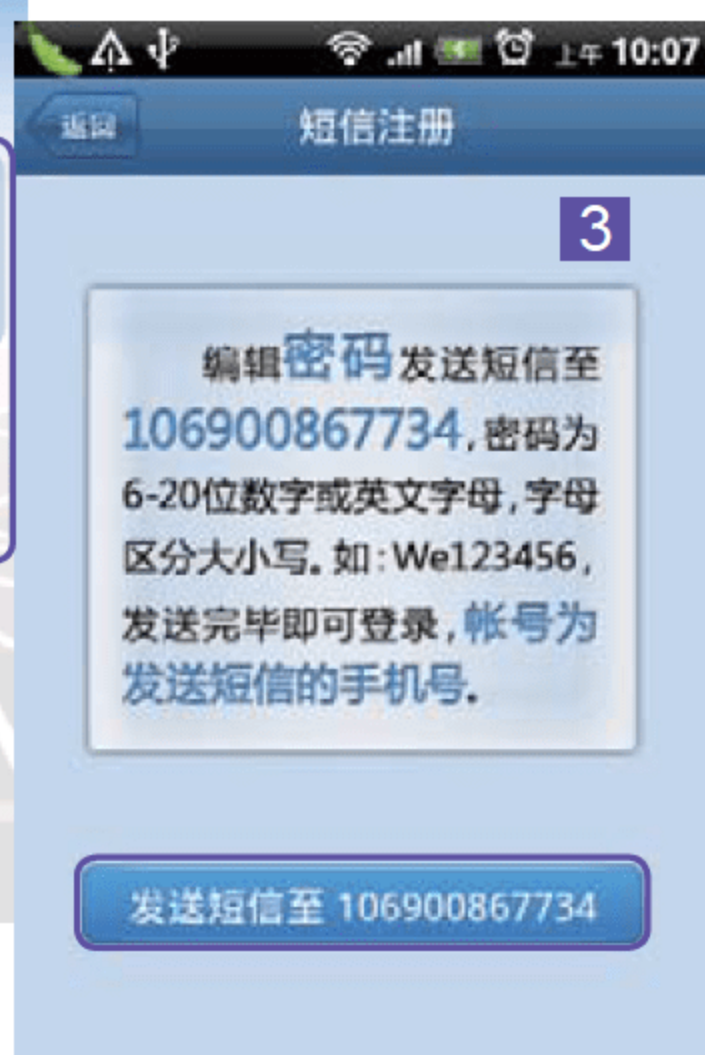 上午 10:07
返回 短信注册
3
编辑密码发送短信至
106900867734,密码为
6-20位数字或英文字母,字母
区分大小写。如:We123456,
发送完毕即可登录,帐号为
发送短信的手机号。
发送短信至 106900867734